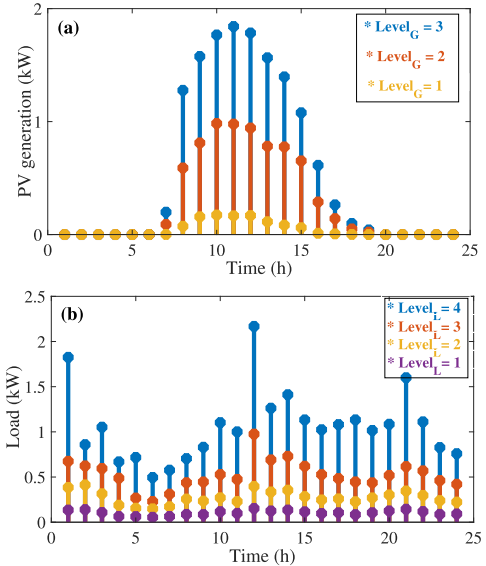 (a)
* Level_G = 3
* Level_G = 2
* Level_G = 1
PV generation (kW)
2
1
0
0 5 10 15 20 25
Time (h)
(b)
* Level_L = 4
* Level_L = 3
* Level_L = 2
* Level_L = 1
Load (kW)
2.5
2
1.5
1
0.5
0
0 5 10 15 20 25
Time (h)